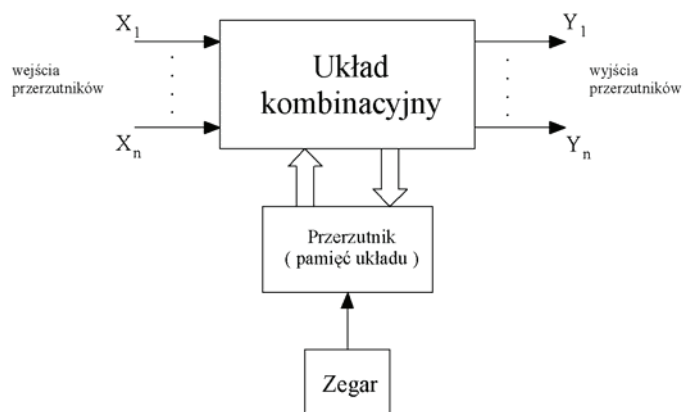 X1
Y1
wejścia
przerzutników
Układ
kombinacyjny
wyjścia
przerzutników
Xn
Yn
Przerzutnik
( pamięć układu )
Zegar